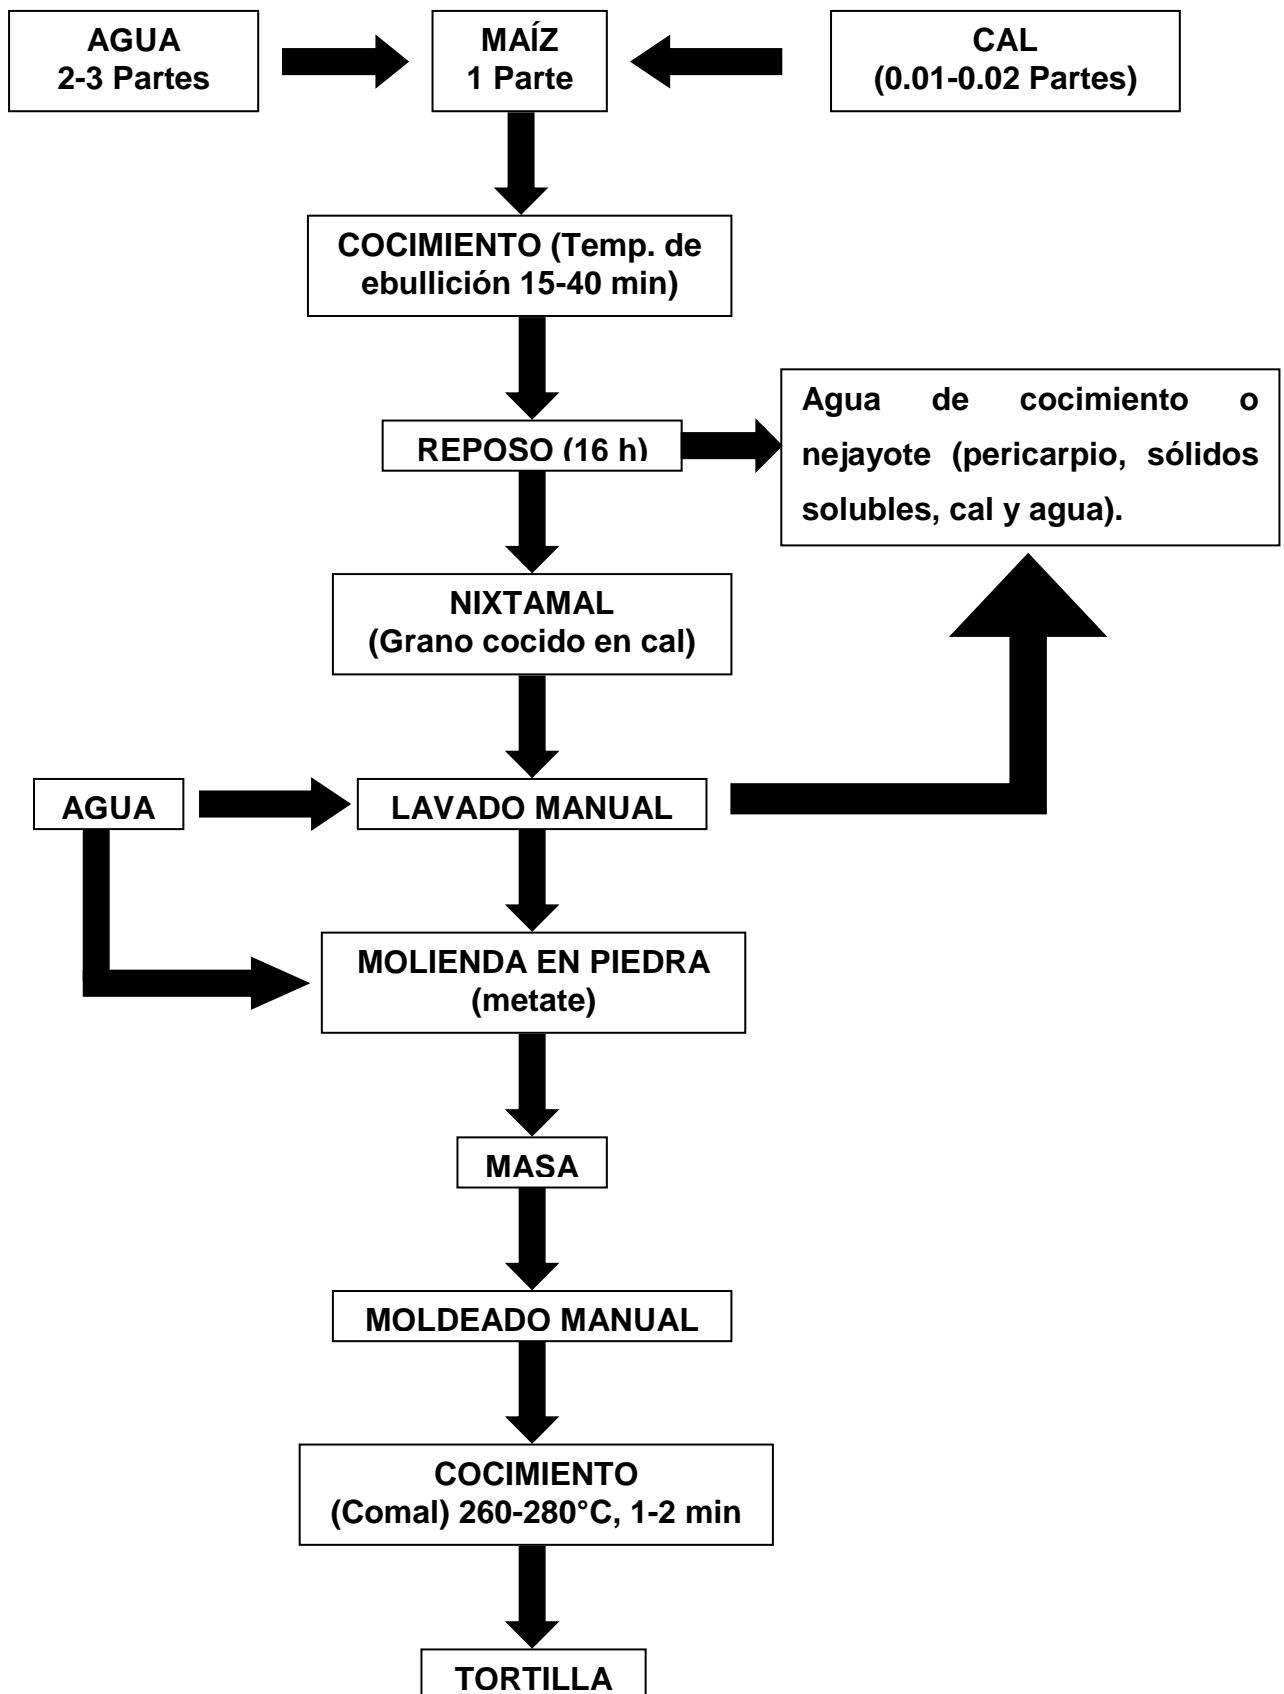 AGUA
2-3 Partes
MAÍZ
1 Parte
CAL
(0.01-0.02 Partes)
COCIMIENTO (Temp. de
ebullición 15-40 min)
REPOSO (16 h)
Agua de cocimiento o
nejayote (pericarpio, sólidos
solubles, cal y agua).
NIXTAMAL
(Grano cocido en cal)
AGUA
LAVADO MANUAL
MOLIENDA EN PIEDRA
(metate)
MASA
MOLDEADO MANUAL
COCIMIENTO
(Comal) 260-280°C, 1-2 min
TORTILLA